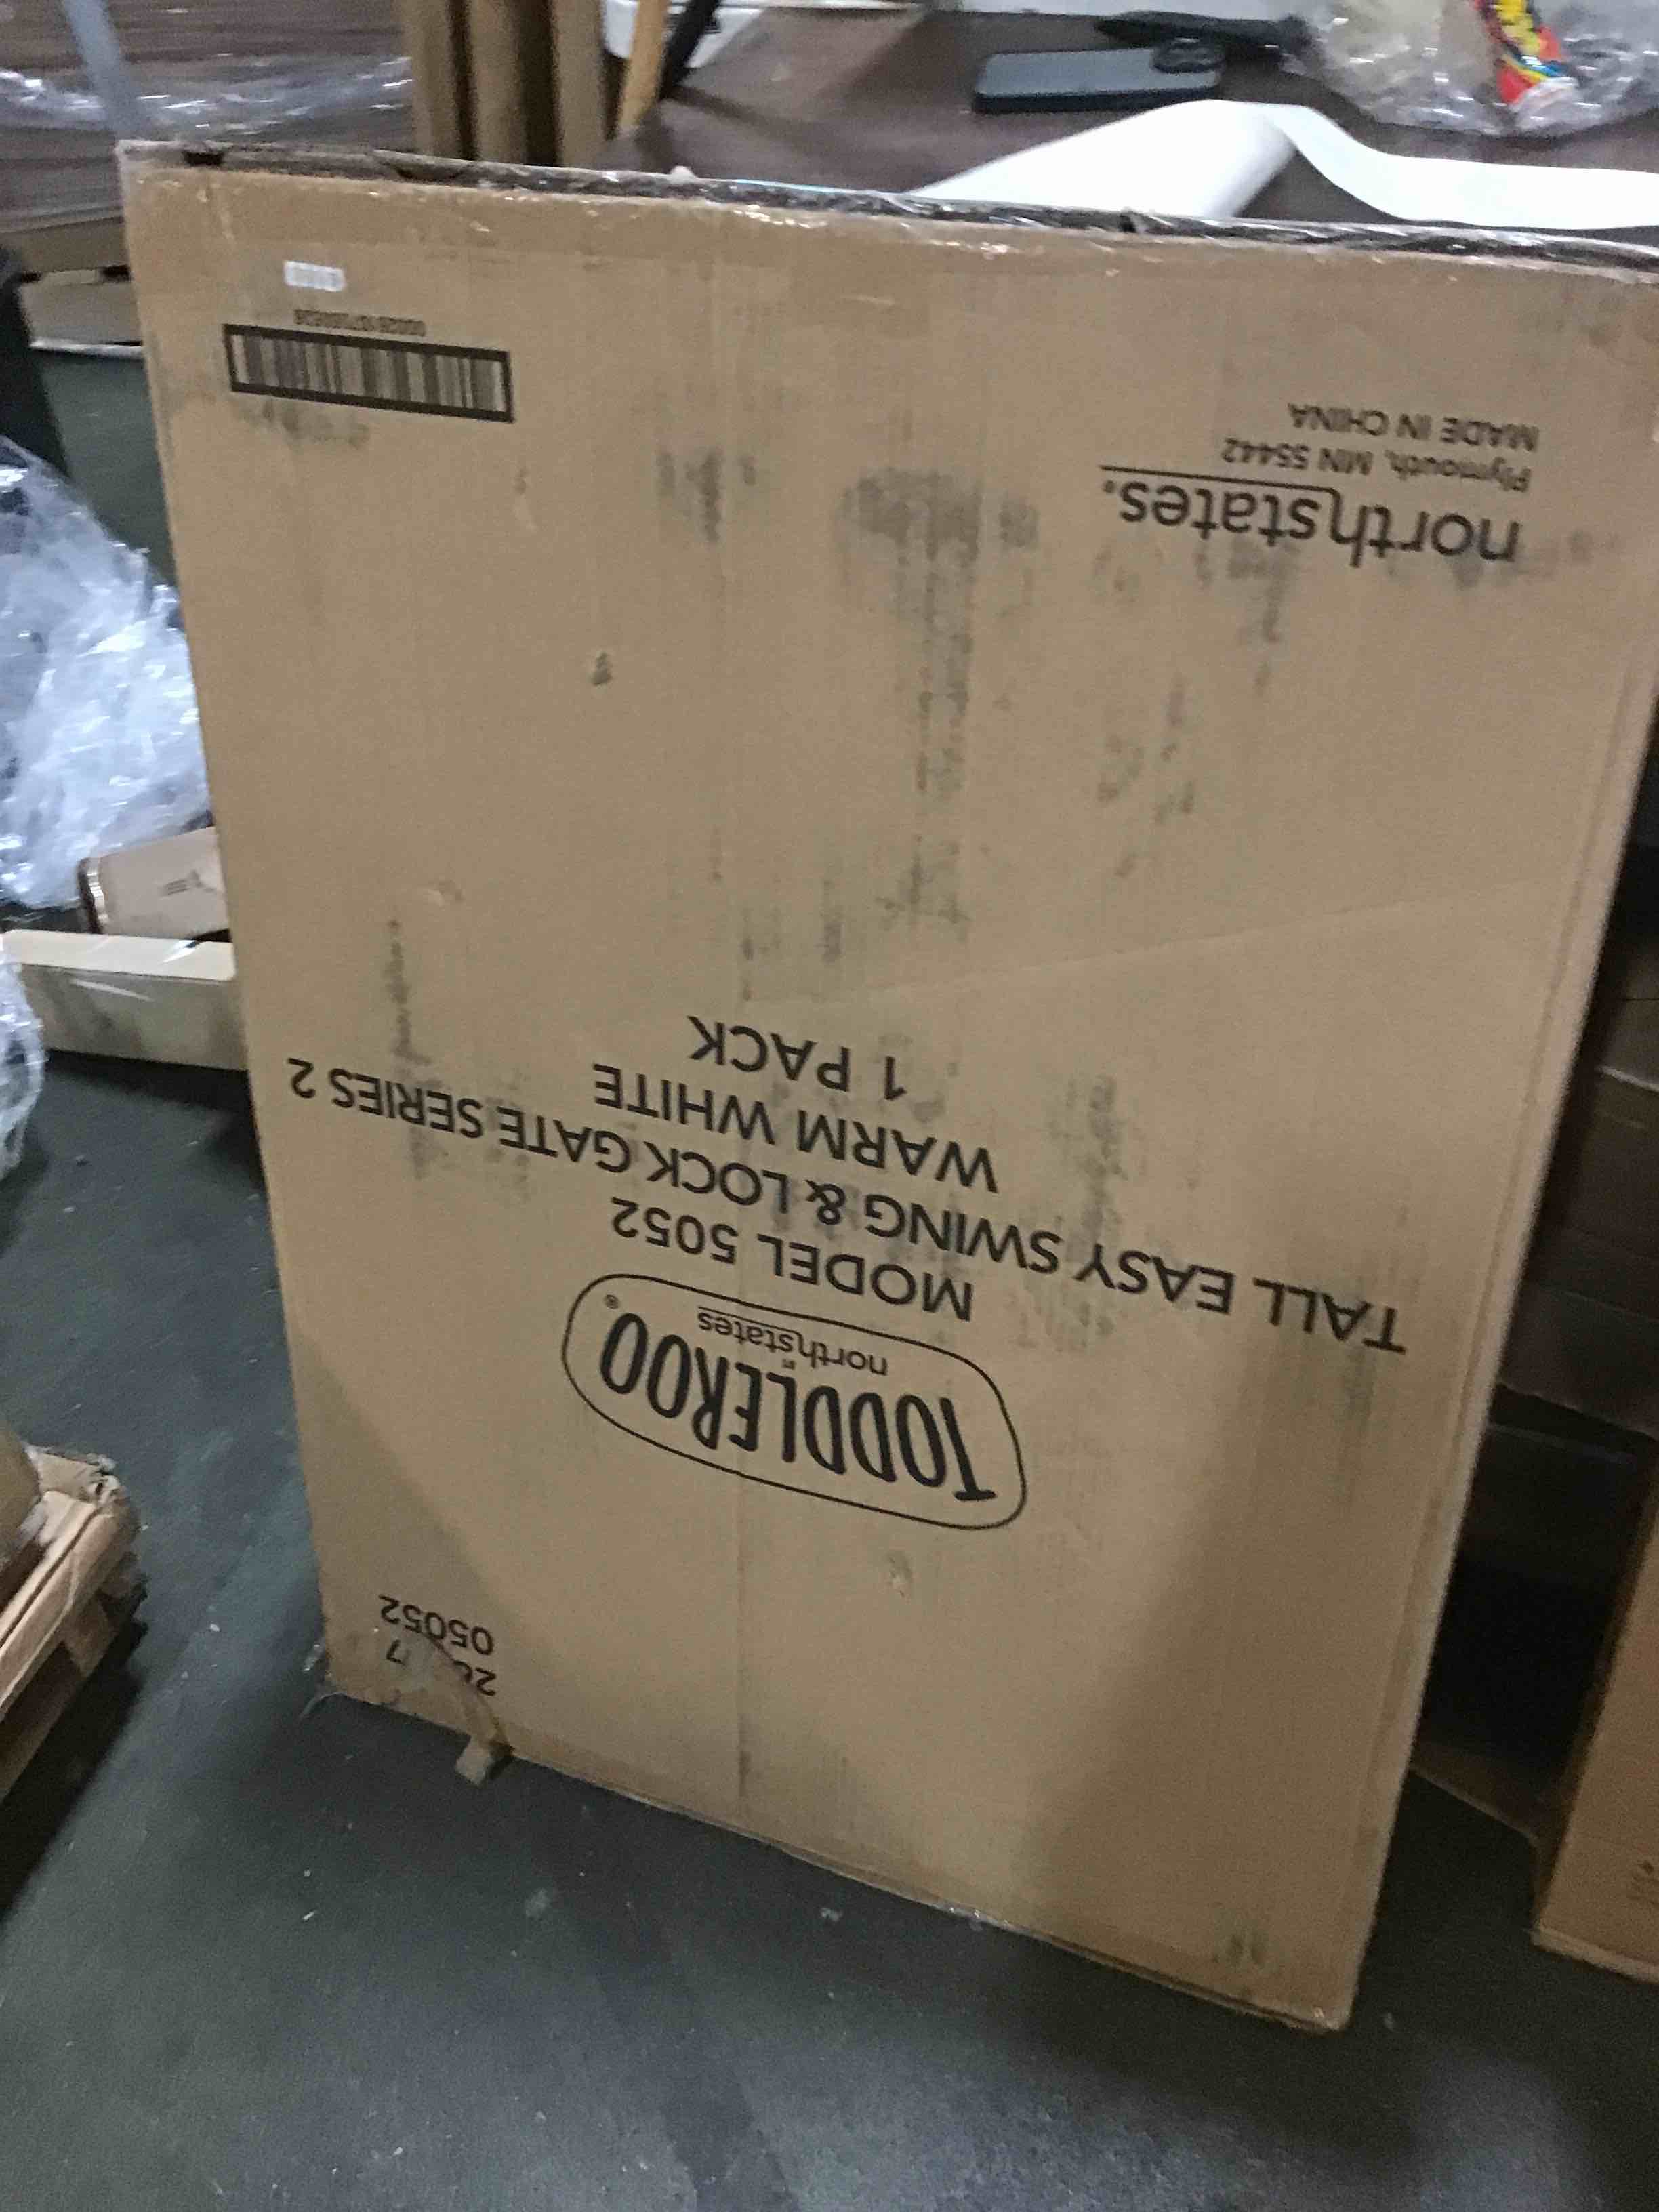 05052
TODDLEROO®
BY
northstates
MODEL 5052
TALL EASY SWING & LOCK GATE SERIES 2
WARM WHITE
1 PACK
northstates.
Plymouth, MN 55442
MADE IN CHINA